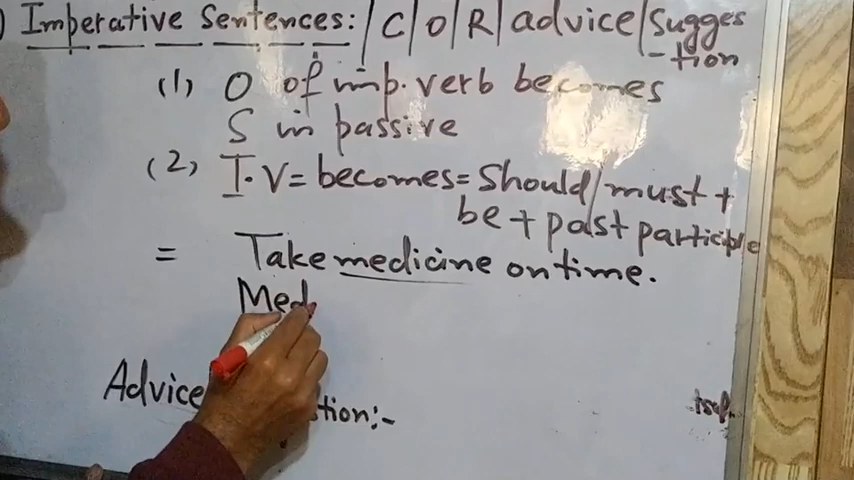 ) Imperative Sentences: / C / O / R / advice / Sugges
-tion
(1) O of imp. verb becomes
S in passive
(2) I.V = becomes = Should / must +
be + past participle
= Take medicine on time.
Med
Advice tion:-